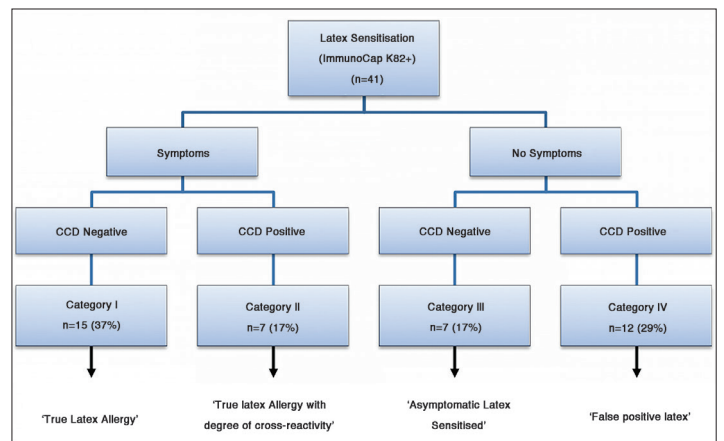 Latex Sensitisation
(ImmunoCap K82+)
(n=41)
Symptoms
No Symptoms
CCD Negative
CCD Positive
CCD Negative
CCD Positive
Category I
n=15 (37%)
Category II
n=7 (17%)
Category III
n=7 (17%)
Category IV
n=12 (29%)
‘True Latex Allergy’
‘True latex Allergy with
degree of cross-reactivity’
‘Asymptomatic Latex
Sensitised’
‘False positive latex’